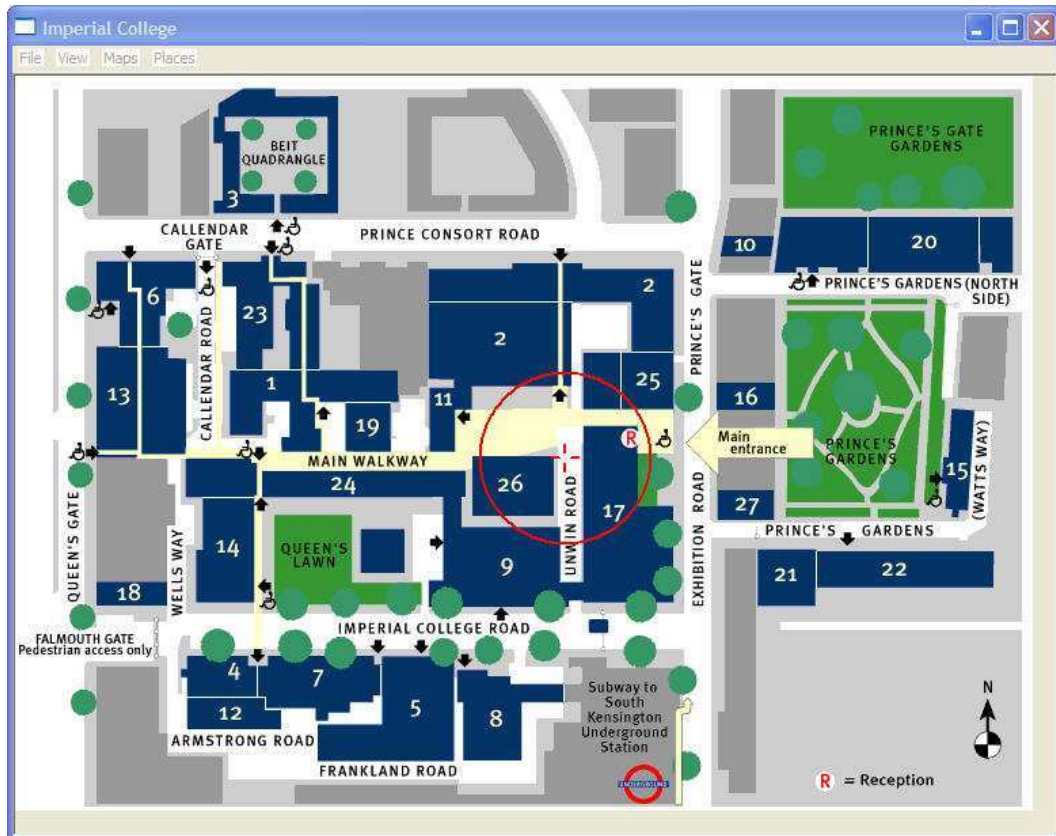 Imperial College
File View Maps Places
BEIT
QUADRANGLE
PRINCE'S GATE
GARDENS
3
CALLENDAR
GATE
PRINCE CONSORT ROAD
10
20
6
23
2
2
PRINCE'S GATE
PRINCE'S GARDENS (NORTH
SIDE)
CALLENDAR ROAD
13
1
11
25
16
19
R
Main
entrance
PRINCE'S
GARDENS
MAIN WALKWAY
15
(WATTS WAY)
24
26
17
27
QUEEN'S GATE
WELLS WAY
14
QUEEN'S
LAWN
9
UNWIN ROAD
EXHIBITION ROAD
PRINCE'S GARDENS
21
22
18
IMPERIAL COLLEGE ROAD
FALMOUTH GATE
Pedestrian access only
4
7
5
8
12
Subway to
South
Kensington
Underground
Station
N
ARMSTRONG ROAD
FRANKLAND ROAD
UNDERGROUND
R = Reception